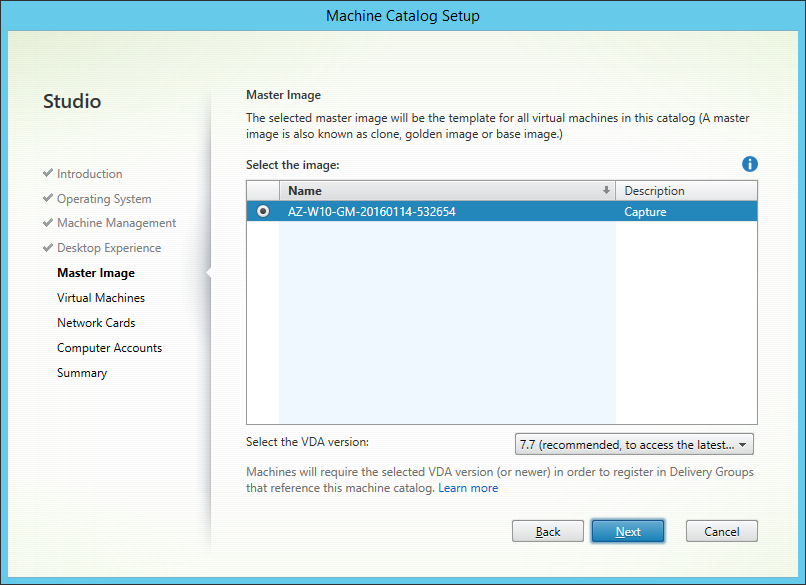 Machine Catalog Setup
Studio
Introduction
Operating System
Machine Management
Desktop Experience
Master Image
Virtual Machines
Network Cards
Computer Accounts
Summary
Master Image
The selected master image will be the template for all virtual machines in this catalog (A master
image is also known as clone, golden image or base image.)
Select the image:
Name Description
AZ-W10-GM-20160114-532654 Capture
Select the VDA version: 7.7 (recommended, to access the latest...
Machines will require the selected VDA version (or newer) in order to register in Delivery Groups
that reference this machine catalog. Learn more
Back Next Cancel